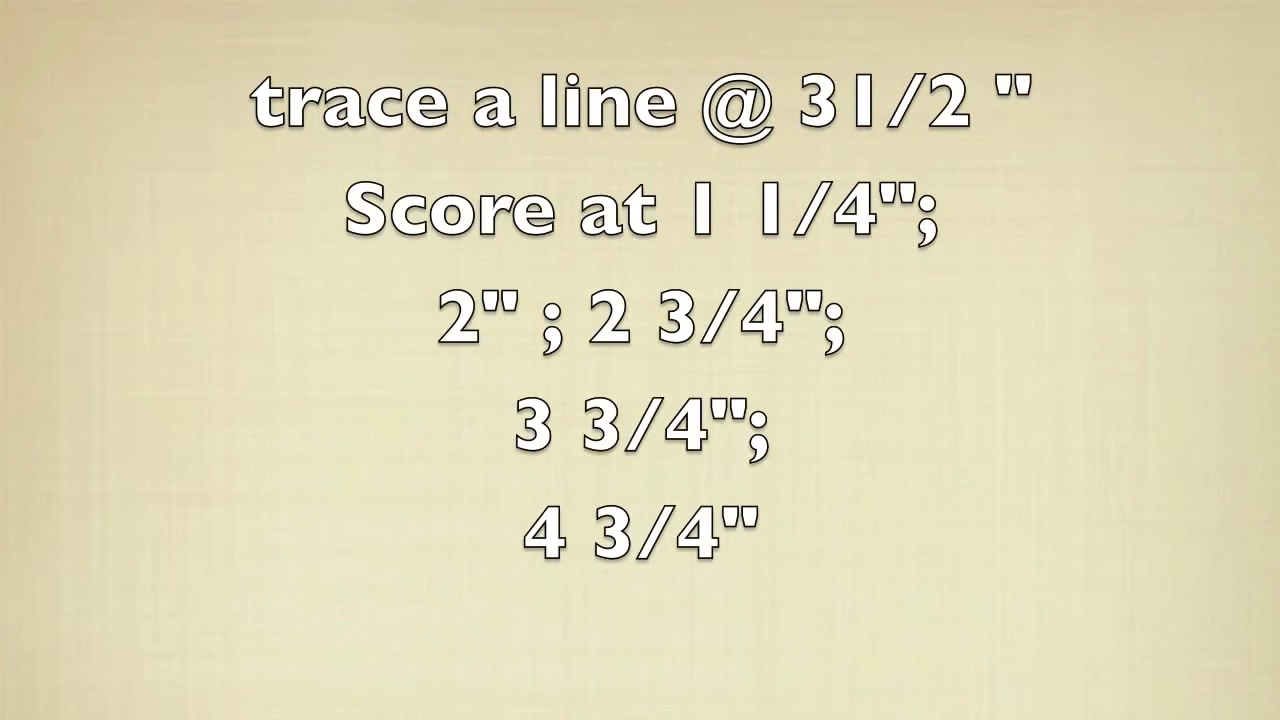 trace a line @ 31/2 "
Score at 1 1/4";
2" ; 2 3/4";
3 3/4";
4 3/4"